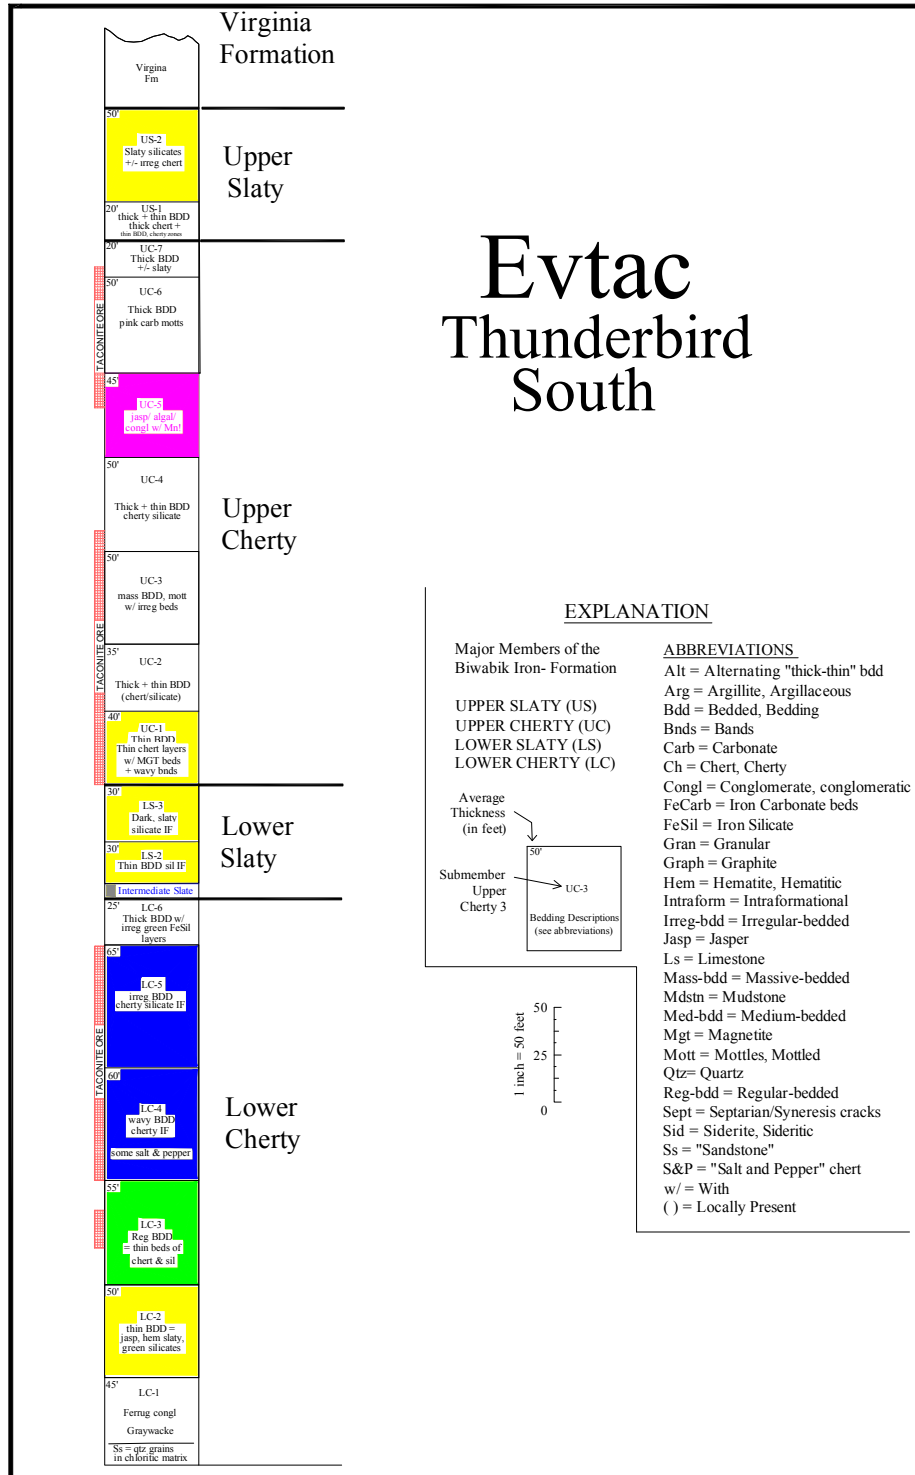 Virginia
Formation
Virgina
Fm
50'
US-2
Slaty silicates
+/- irreg chert
Upper
Slaty
20'
US-1
thick + thin BDD
thick chert +
thin BDD, cherty zones
20'
UC-7
Thick BDD
+/- slaty
50'
UC-6
Thick BDD
pink carb motts
TACONITE ORE
45'
UC-5
jasp/ algal/
congl w/ Mn!
50'
UC-4
Thick + thin BDD
cherty silicate
Upper
Cherty
50'
UC-3
mass BDD, mott
w/ irreg beds
TACONITE ORE
35'
UC-2
Thick + thin BDD
(chert/silicate)
40'
UC-1
Thin BDD
Thin chert layers
w/ MGT beds
+ wavy bnds
30'
LS-3
Dark, slaty
silicate IF
Lower
Slaty
30'
LS-2
Thin BDD sil IF
Intermediate Slate
25'
LC-6
Thick BDD w/
irreg green FeSil
layers
65'
LC-5
irreg BDD
cherty silicate IF
TACONITE ORE
60'
LC-4
wavy BDD
cherty IF
some salt & pepper
Lower
Cherty
55'
LC-3
Reg BDD
= thin beds of
chert & sil
50'
LC-2
thin BDD =
jasp, hem slaty,
green silicates
45'
LC-1
Ferrug congl
Graywacke
Ss = qtz grains
in chloritic matrix
Evtac
Thunderbird
South
EXPLANATION
Major Members of the
Biwabik Iron- Formation
UPPER SLATY (US)
UPPER CHERTY (UC)
LOWER SLATY (LS)
LOWER CHERTY (LC)
Average
Thickness
(in feet)
50'
Submember
Upper
Cherty 3
UC-3
Bedding Descriptions
(see abbreviations)
1 inch = 50 feet
50
25
0
ABBREVIATIONS
Alt = Alternating "thick-thin" bdd
Arg = Argillite, Argillaceous
Bdd = Bedded, Bedding
Bnds = Bands
Carb = Carbonate
Ch = Chert, Cherty
Congl = Conglomerate, conglomeratic
FeCarb = Iron Carbonate beds
FeSil = Iron Silicate
Gran = Granular
Graph = Graphite
Hem = Hematite, Hematitic
Intraform = Intraformational
Irreg-bdd = Irregular-bedded
Jasp = Jasper
Ls = Limestone
Mass-bdd = Massive-bedded
Mdstn = Mudstone
Med-bdd = Medium-bedded
Mgt = Magnetite
Mott = Mottles, Mottled
Qtz= Quartz
Reg-bdd = Regular-bedded
Sept = Septarian/Syneresis cracks
Sid = Siderite, Sideritic
Ss = "Sandstone"
S&P = "Salt and Pepper" chert
w/ = With
( ) = Locally Present